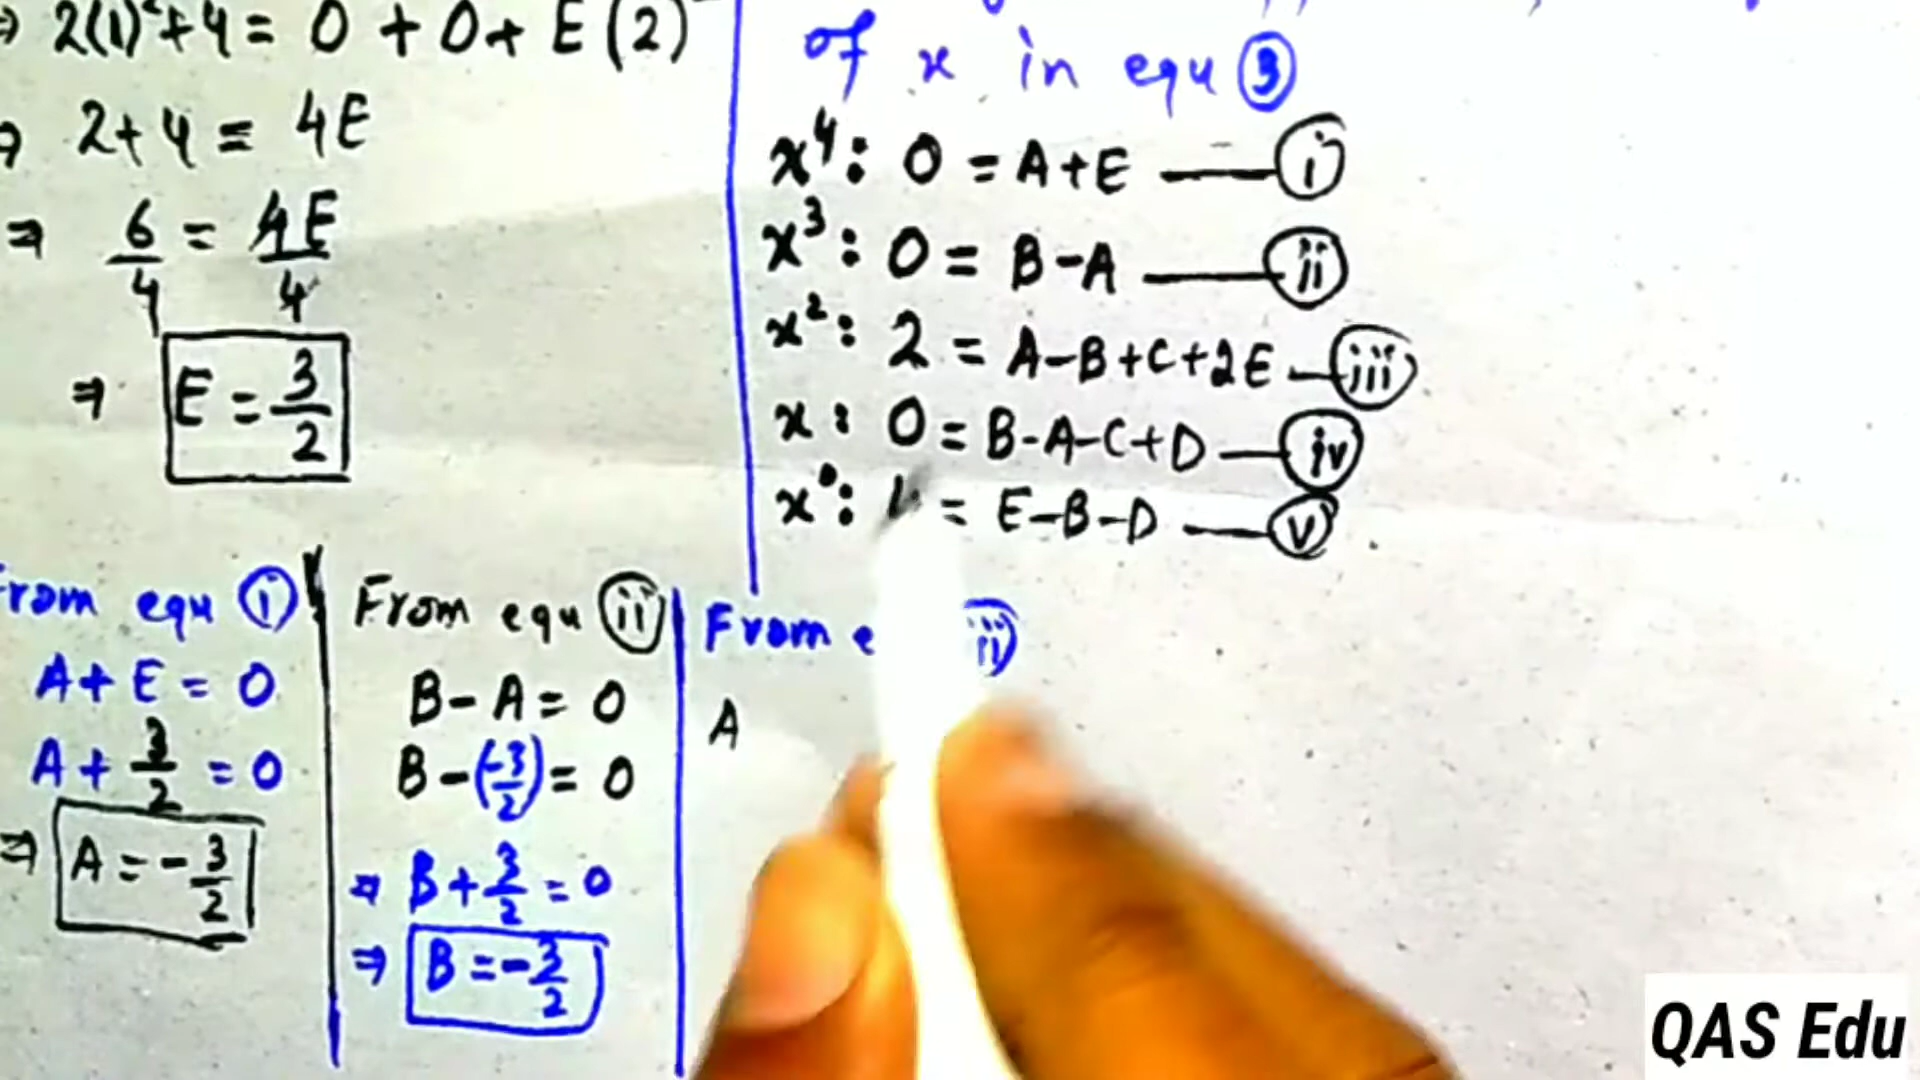 ⇒ 2(1)²+4 = 0 + 0 + E(2)
⇒ 2+4 = 4E
⇒ 6/4 = 4E/4
⇒ E = 3/2
of x in equ ③
x⁴: 0 = A+E — (i)
x³: 0 = B-A — (ii)
x²: 2 = A-B+C+2E — (iii)
x: 0 = B-A-C+D — (iv)
x⁰: = E-B-D — (v)
From equ (i)
A+E = 0
A + 3/2 = 0
⇒ A = -3/2
From equ (ii)
B-A = 0
B-(-3/2) = 0
⇒ B + 3/2 = 0
⇒ B = -3/2
From
A
QAS Edu